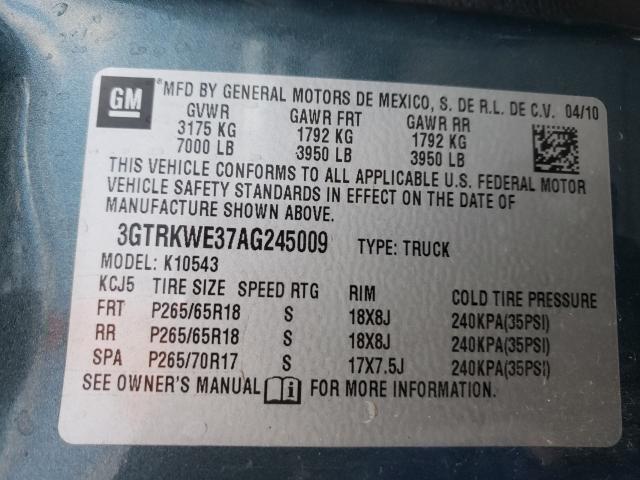 GM
®MFD BY GENERAL MOTORS DE MEXICO, S. DE R.L. DE C.V. 04/10
GVWR GAWR FRT GAWR RR
3175 KG 1792 KG 1792 KG
7000 LB 3950 LB 3950 LB
THIS VEHICLE CONFORMS TO ALL APPLICABLE U.S. FEDERAL MOTOR
VEHICLE SAFETY STANDARDS IN EFFECT ON THE DATE OF
MANUFACTURE SHOWN ABOVE.
3GTRKWE37AG245009 TYPE: TRUCK
MODEL: K10543
KCJ5 TIRE SIZE SPEED RTG RIM COLD TIRE PRESSURE
FRT P265/65R18 S 18X8J 240KPA(35PSI)
RR P265/65R18 S 18X8J 240KPA(35PSI)
SPA P265/70R17 S 17X7.5J 240KPA(35PSI)
SEE OWNER'S MANUAL FOR MORE INFORMATION.